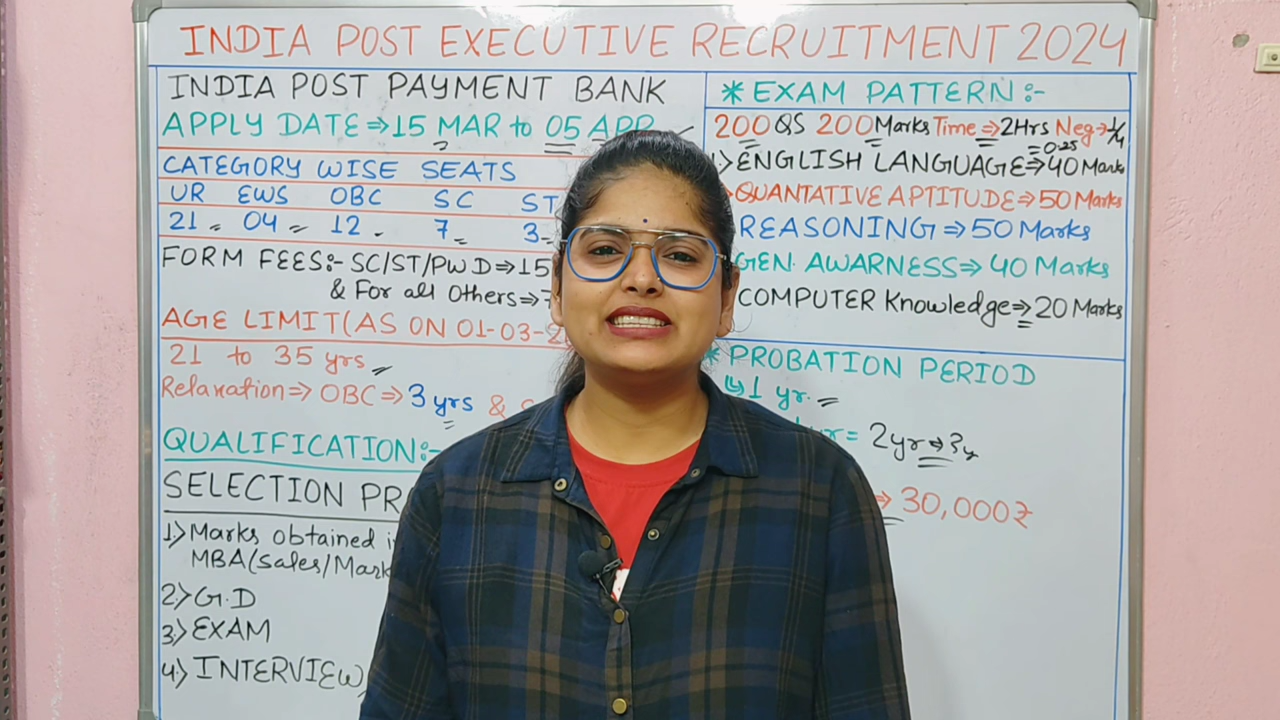 INDIA POST EXECUTIVE RECRUITMENT 2024
INDIA POST PAYMENT BANK
APPLY DATE⇒15 MAR to 05 APR
CATEGORY WISE SEATS
UR EWS OBC SC ST
21 04 12 7 3
FORM FEES:- SC/ST/PWD⇒15
& For all Others⇒
AGE LIMIT(AS ON 01-03-
21 to 35 yrs
Relaxation⇒OBC⇒3 yrs &
QUALIFICATION:-
SELECTION PR
1) Marks obtained
MBA(Sales/Mark
2) G.D
3) EXAM
4) INTERVIEW
* EXAM PATTERN:-
200 QS 200 Marks Time⇒2Hrs Neg→1/4
=0.25
ENGLISH LANGUAGE⇒40 Mark
QUANTATIVE APTITUDE⇒50 Marks
REASONING⇒50 Marks
GEN. AWARNESS⇒40 Marks
COMPUTER Knowledge⇒20 Marks
* PROBATION PERIOD
↳1 yr.
= 2yr⇒3y
⇒30,000₹